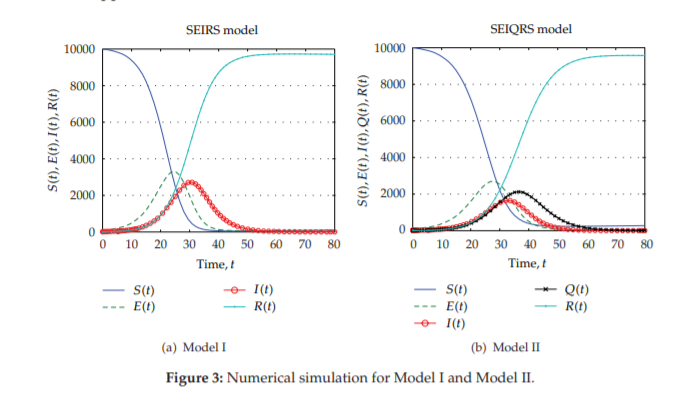 SEIRS model
S(t), E(t), I(t), R(t)
10000
8000
6000
4000
2000
0
0 10 20 30 40 50 60 70 80
Time, t
S(t)
E(t)
I(t)
R(t)
(a) Model I
SEIQRS model
S(t), E(t), I(t), Q(t), R(t)
10000
8000
6000
4000
2000
0
0 10 20 30 40 50 60 70 80
Time, t
S(t)
E(t)
I(t)
Q(t)
R(t)
(b) Model II
Figure 3: Numerical simulation for Model I and Model II.